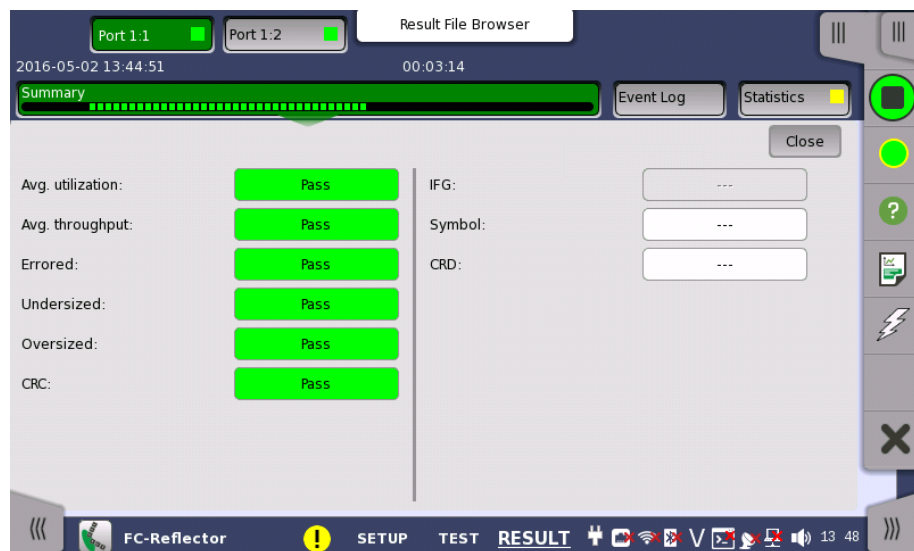 Port 1:1
Port 1:2
Result File Browser
2016-05-02 13:44:51
00:03:14
Summary
Event Log
Statistics
Close
Avg. utilization: Pass
IFG: ---
Avg. throughput: Pass
Symbol: ---
Errored: Pass
CRD: ---
Undersized: Pass
Oversized: Pass
CRC: Pass
FC-Reflector
SETUP
TEST
RESULT
13 48